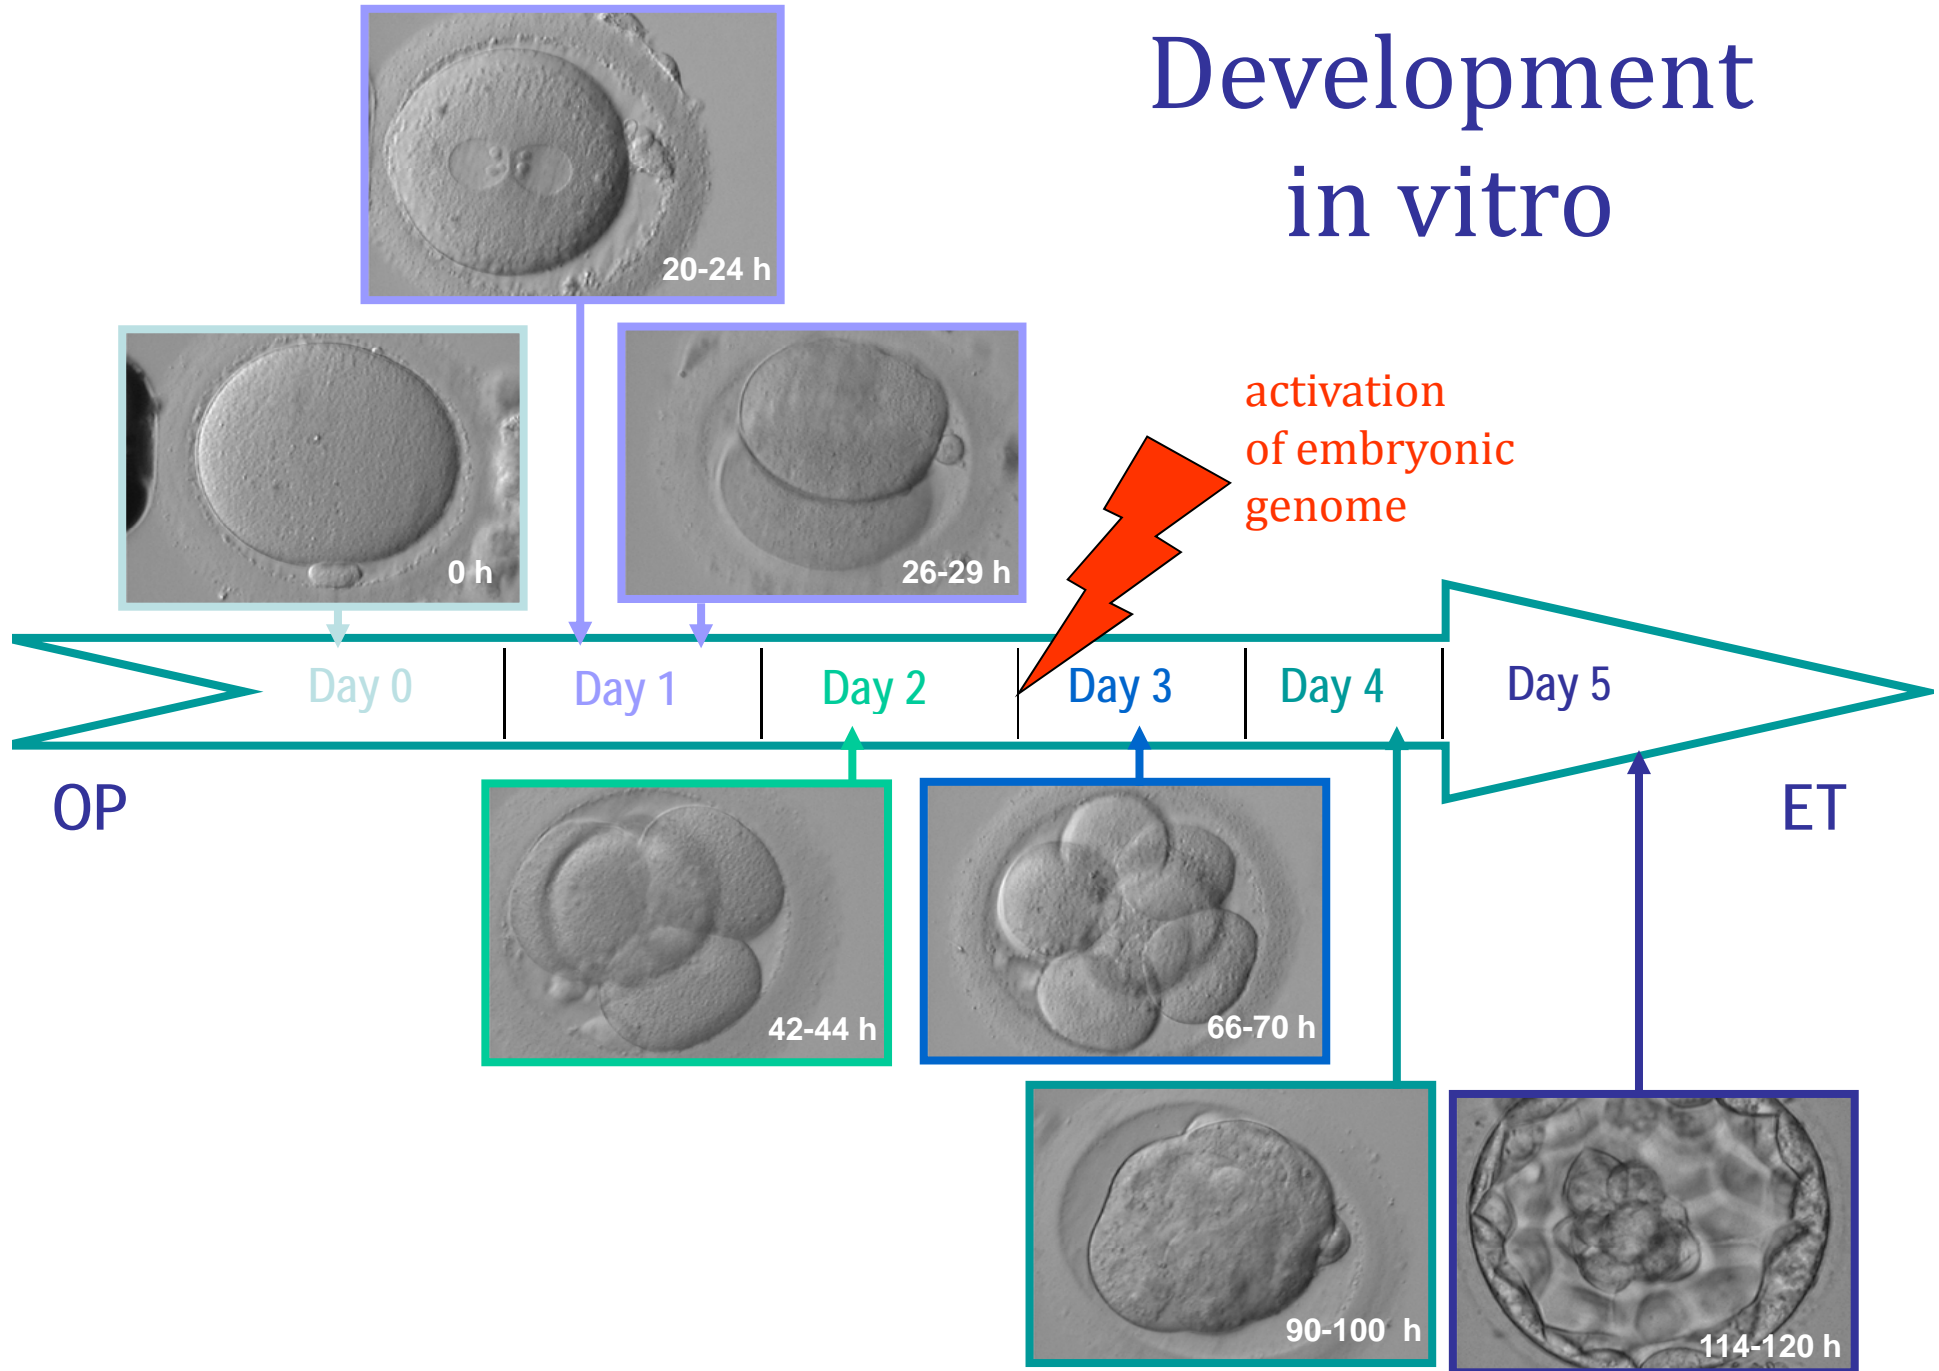 Development
in vitro
20-24 h
0 h
26-29 h
activation
of embryonic
genome
Day 0
Day 1
Day 2
Day 3
Day 4
Day 5
OP
ET
42-44 h
66-70 h
90-100 h
114-120 h